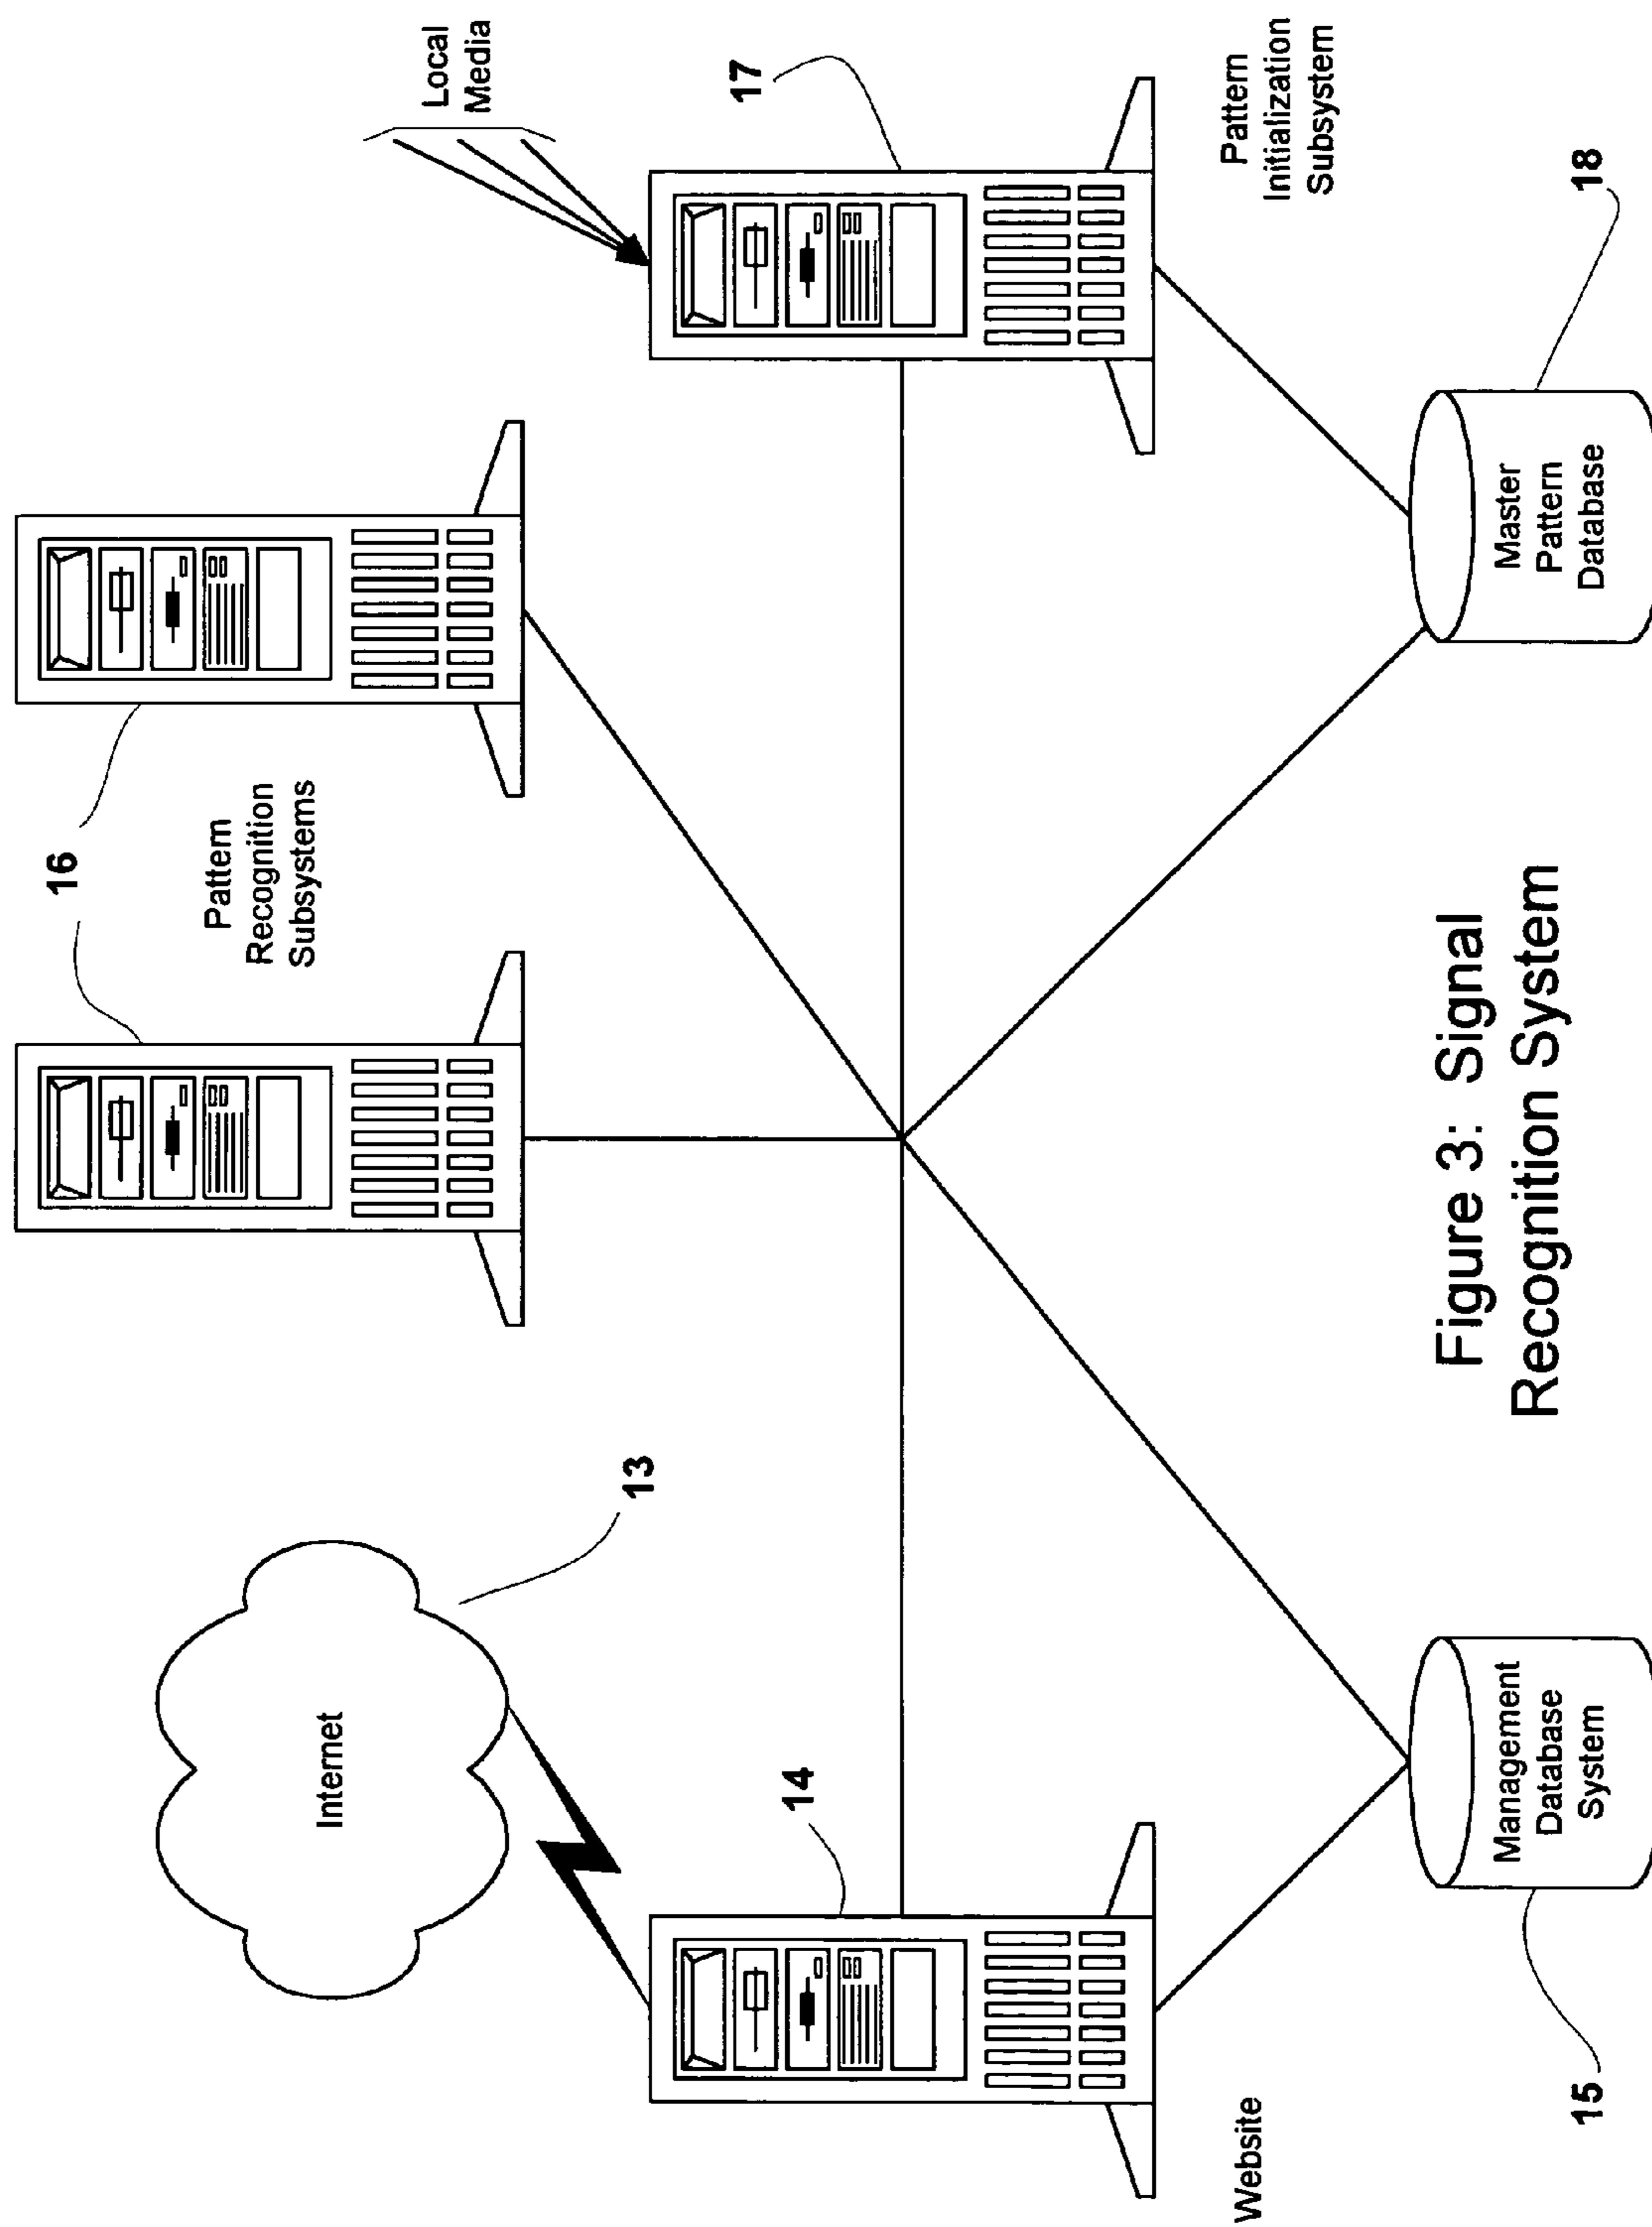 16
Pattern
Recognition
Subsystems
Local
Media
Internet
13
14
17
Website
Pattern
Initialization
Subsystem
Management
Database
System
15
Master
Pattern
Database
18
Figure 3: Signal
Recognition System